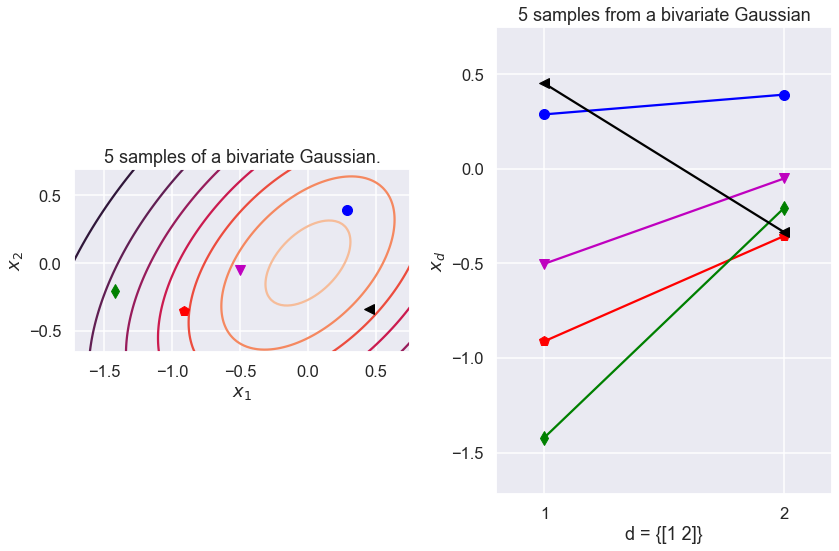 5 samples of a bivariate Gaussian.
0.5
0.0
−0.5
x₂
−1.5 −1.0 −0.5 0.0 0.5
x₁
5 samples from a bivariate Gaussian
0.5
0.0
−0.5
−1.0
−1.5
x_d
1 2
d = {[1 2]}